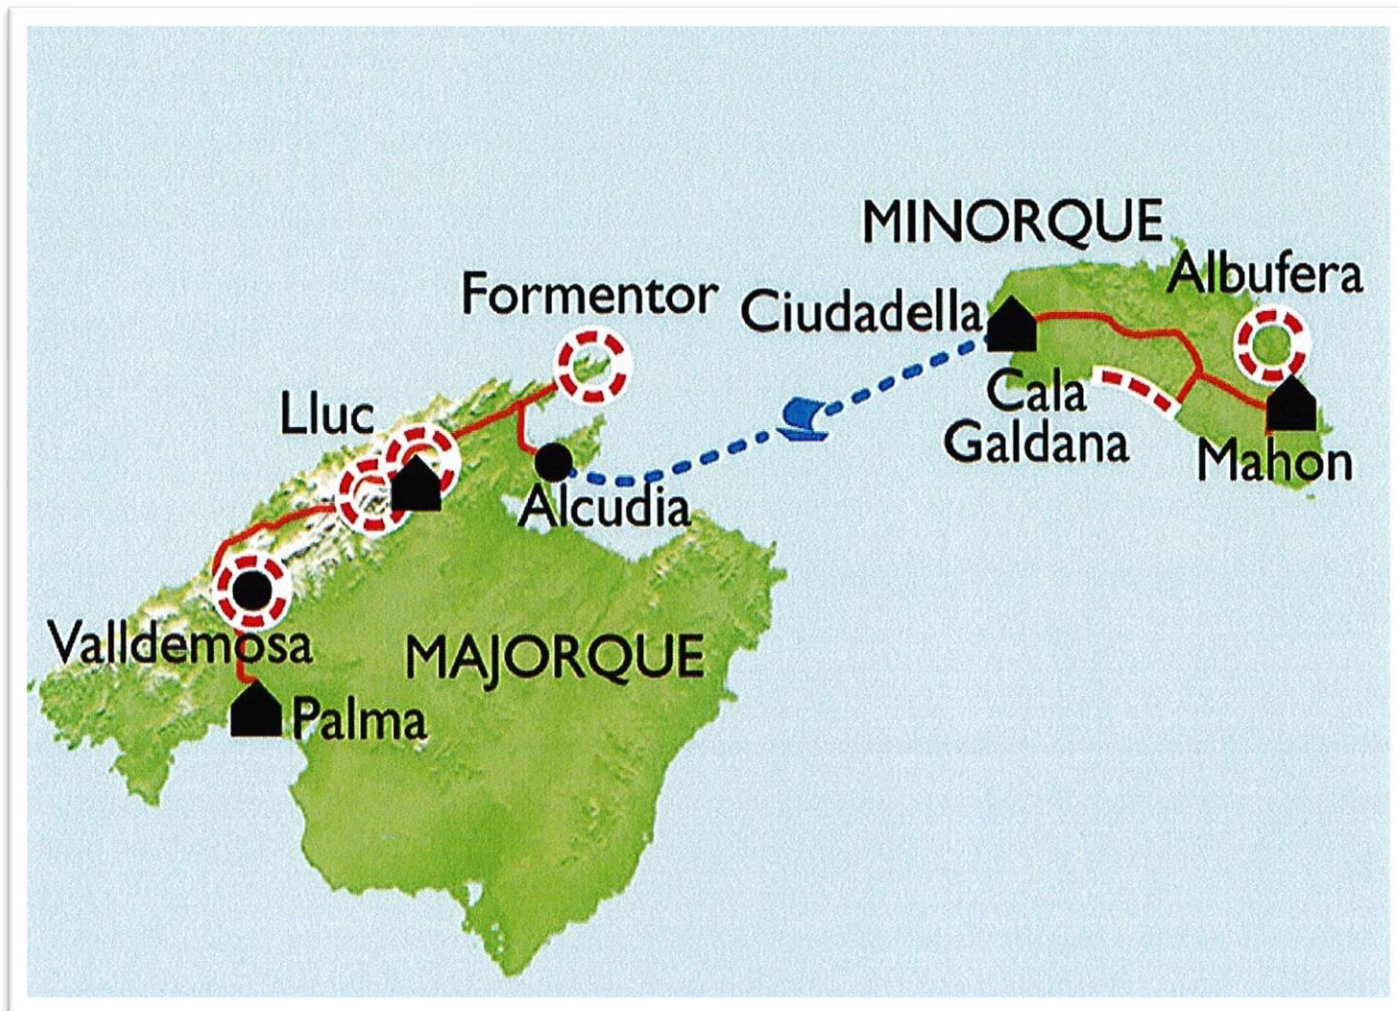 MINORQUE
Albufera
Formentor
Ciudadella
Cala
Galdana
Lluc
Mahon
Alcudia
Valldemosa
MAJORQUE
Palma